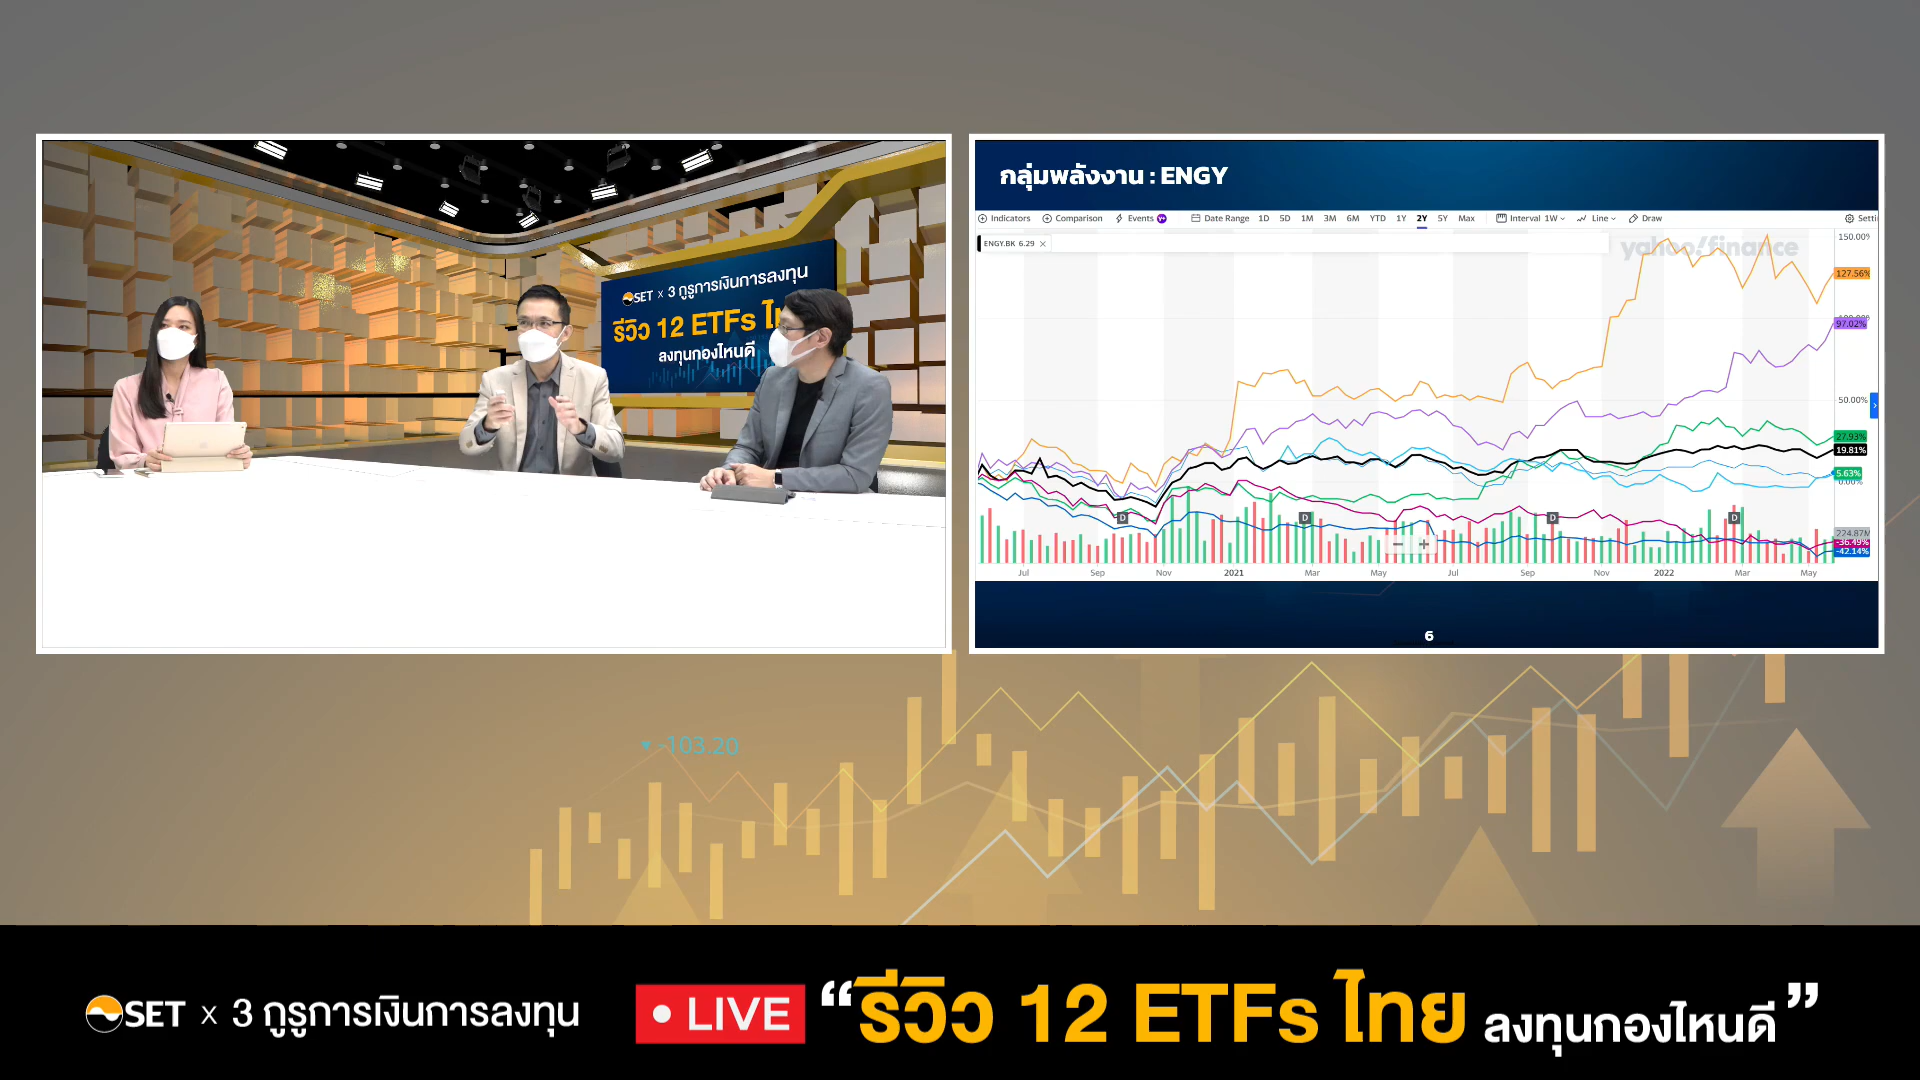 SET x 3 กูรูการเงินการลงทุน
รีวิว 12 ETFs
ลงทุนกองไหนดี
กลุ่มพลังงาน : ENGY
Indicators Comparison Events Date Range 1D 5D 1M 3M 6M YTD 1Y 2Y 5Y Max Interval 1W Line Draw
ENGY.BK 6.29
yahoo!finance
150.00%
127.56%
97.02%
50.00%
27.93%
19.81%
5.63%
0.00%
224.87M
-36.49%
-42.14%
D D D D
Jul Sep Nov 2021 Mar May Jul Sep Nov 2022 Mar May
6
-103.20
SET x 3 กูรูการเงินการลงทุน
LIVE
“รีวิว 12 ETFs ไทย ลงทุนกองไหนดี”